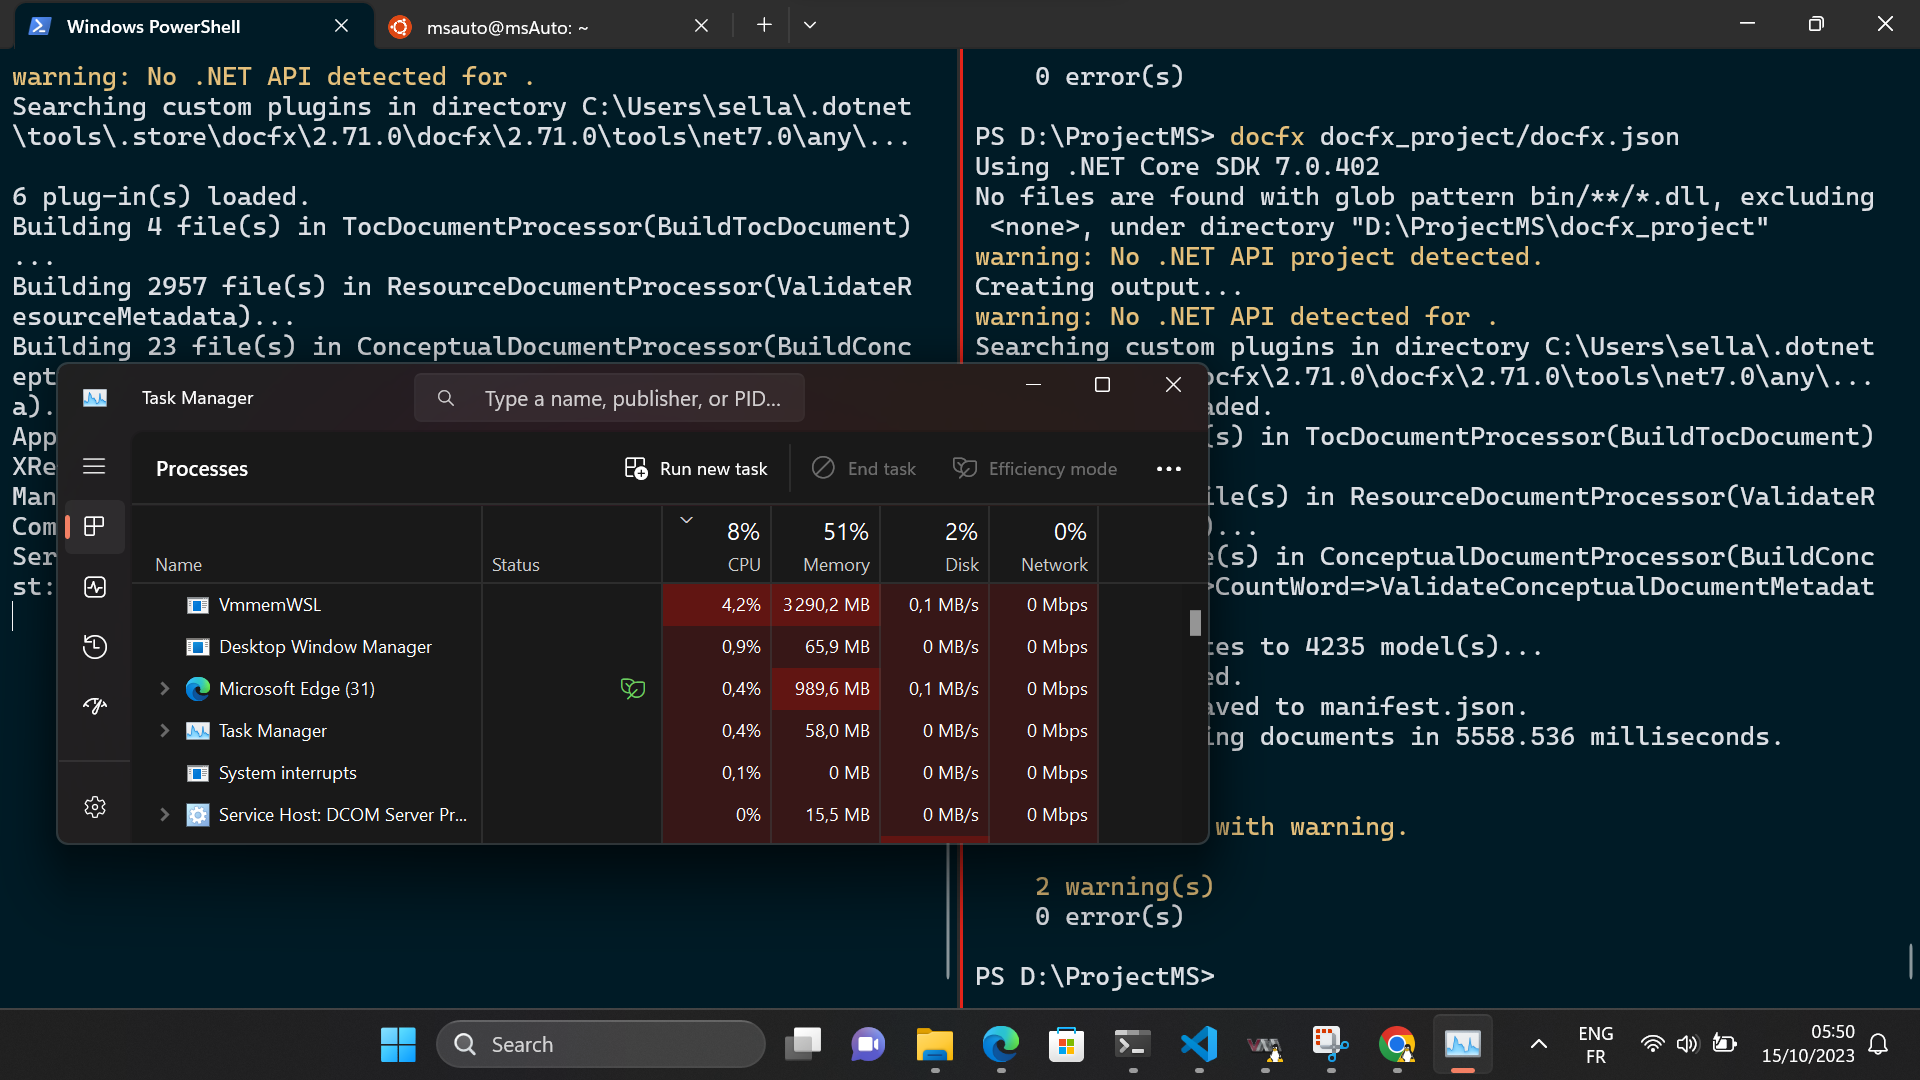 Windows PowerShell
msauto@msAuto: ~
warning: No .NET API detected for .
Searching custom plugins in directory C:\Users\sella\.dotnet
\tools\.store\docfx\2.71.0\docfx\2.71.0\tools\net7.0\any\...
6 plug-in(s) loaded.
Building 4 file(s) in TocDocumentProcessor(BuildTocDocument)
...
Building 2957 file(s) in ResourceDocumentProcessor(ValidateR
esourceMetadata)...
Building 23 file(s) in ConceptualDocumentProcessor(BuildConc
ept
a).
App
XRe
Man
Com
Ser
st:
0 error(s)
PS D:\ProjectMS> docfx docfx_project/docfx.json
Using .NET Core SDK 7.0.402
No files are found with glob pattern bin/**/*.dll, excluding
<none>, under directory "D:\ProjectMS\docfx_project"
warning: No .NET API project detected.
Creating output...
warning: No .NET API detected for .
Searching custom plugins in directory C:\Users\sella\.dotnet
ocfx\2.71.0\docfx\2.71.0\tools\net7.0\any\...
aded.
(s) in TocDocumentProcessor(BuildTocDocument)
ile(s) in ResourceDocumentProcessor(ValidateR
)...
e(s) in ConceptualDocumentProcessor(BuildConc
>CountWord=>ValidateConceptualDocumentMetadat
tes to 4235 model(s)...
ed.
aved to manifest.json.
ing documents in 5558.536 milliseconds.
with warning.
2 warning(s)
0 error(s)
PS D:\ProjectMS>
Task Manager
Type a name, publisher, or PID...
Processes
Run new task
End task
Efficiency mode
8% 51% 2% 0%
Name Status CPU Memory Disk Network
VmmemWSL 4,2% 3 290,2 MB 0,1 MB/s 0 Mbps
Desktop Window Manager 0,9% 65,9 MB 0 MB/s 0 Mbps
Microsoft Edge (31) 0,4% 989,6 MB 0,1 MB/s 0 Mbps
Task Manager 0,4% 58,0 MB 0 MB/s 0 Mbps
System interrupts 0,1% 0 MB 0 MB/s 0 Mbps
Service Host: DCOM Server Pr... 0% 15,5 MB 0 MB/s 0 Mbps
Search
ENG
FR
05:50
15/10/2023